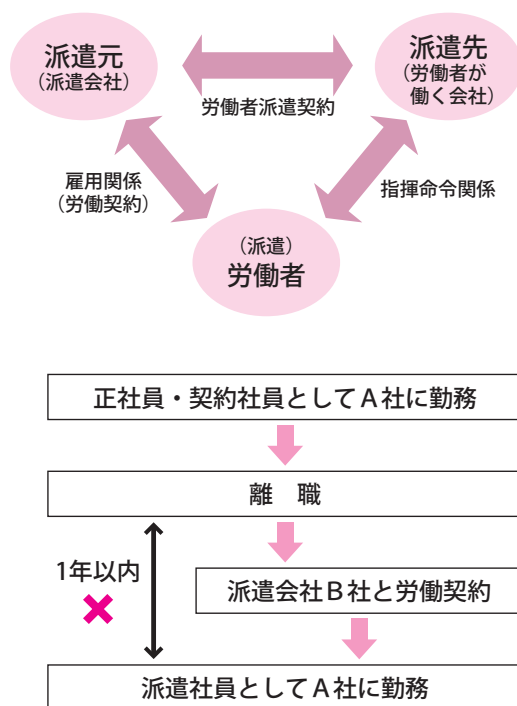 派遣元
(派遣会社)
派遣先
(労働者が
働く会社)
労働者派遣契約
雇用関係
(労働契約)
指揮命令関係
(派遣)
労働者
正社員・契約社員としてA社に勤務
離　職
1年以内
派遣会社B社と労働契約
派遣社員としてA社に勤務